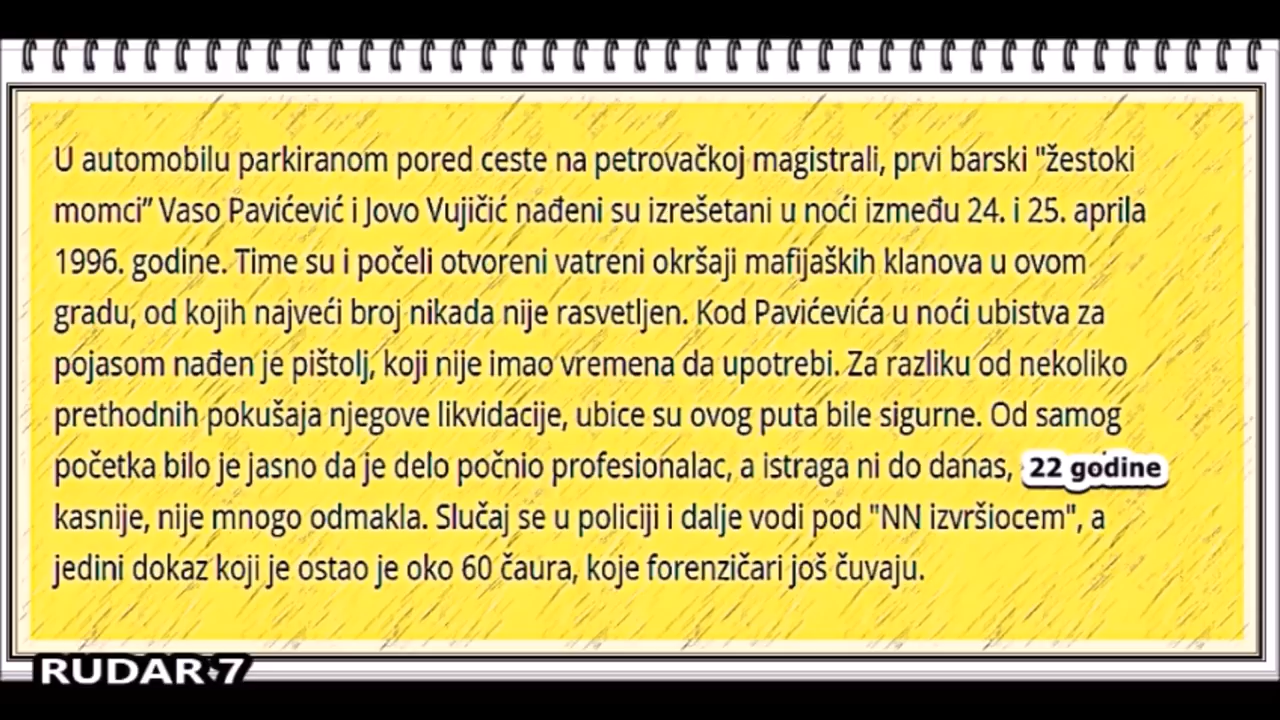 U automobilu parkiranom pored ceste na petrovačkoj magistrali, prvi barski "žestoki
momci” Vaso Pavićević i Jovo Vujičić nađeni su izrešetani u noći između 24. i 25. aprila
1996. godine. Time su i počeli otvoreni vatreni okršaji mafijaških klanova u ovom
gradu, od kojih najveći broj nikada nije rasvetljen. Kod Pavićevića u noći ubistva za
pojasom nađen je pištolj, koji nije imao vremena da upotrebi. Za razliku od nekoliko
prethodnih pokušaja njegove likvidacije, ubice su ovog puta bile sigurne. Od samog
početka bilo je jasno da je delo počnio profesionalac, a istraga ni do danas, 22 godine
kasnije, nije mnogo odmakla. Slučaj se u policiji i dalje vodi pod "NN izvršiocem", a
jedini dokaz koji je ostao je oko 60 čaura, koje forenzičari još čuvaju.
RUDAR-7